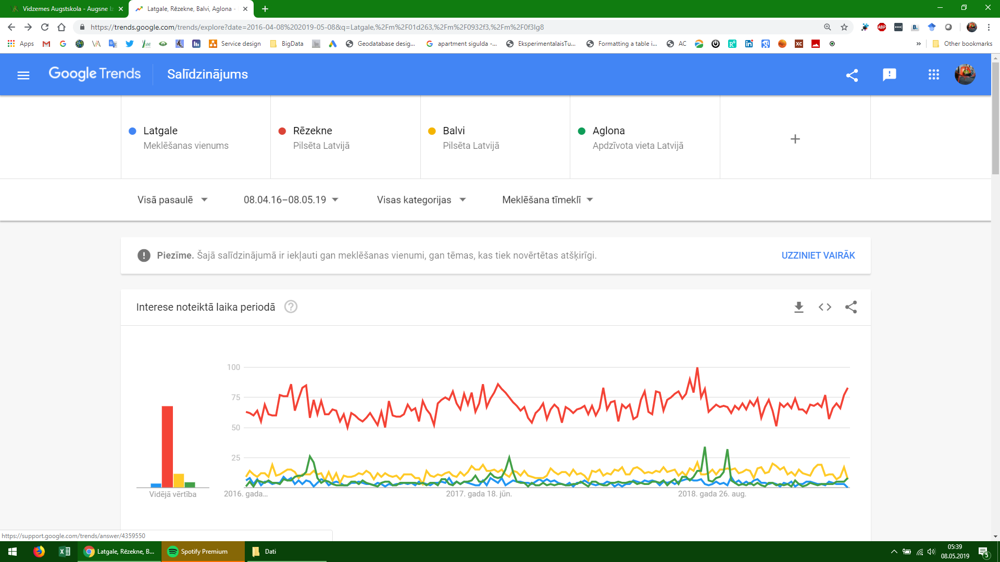 Vidzemes Augstskola - Augsne Iz
Latgale, Rēzekne, Balvi, Aglona -
https://trends.google.com/trends/explore?date=2016-04-08%202019-05-08&q=Latgale,%2Fm%2F01d263,%2Fm%2F0932f3,%2Fm%2F0f3lg8
ABP
B.
Apps
Service design
BigData
Geodatabase desig...
apartment sigulda -...
EksperimentalaisTu...
Formatting a table i...
AC
XC
»
Other bookmarks
Google Trends
Salīdzinājums
Latgale
Meklēšanas vienums
Rēzekne
Pilsēta Latvijā
Balvi
Pilsēta Latvijā
Aglona
Apdzīvota vieta Latvijā
+
Visā pasaulē
08.04.16–08.05.19
Visas kategorijas
Meklēšana tīmeklī
Piezīme. Šajā salīdzinājumā ir iekļauti gan meklēšanas vienumi, gan tēmas, kas tiek novērtētas atšķirīgi.
UZZINIET VAIRĀK
Interese noteiktā laika periodā
100
75
50
25
Vidējā vērtība
2016. gada...
2017. gada 18. jūn.
2018. gada 26. aug.
https://support.google.com/trends/answer/4359550
Latgale, Rēzekne, B...
Spotify Premium
Dati
05:39
08.05.2019
5